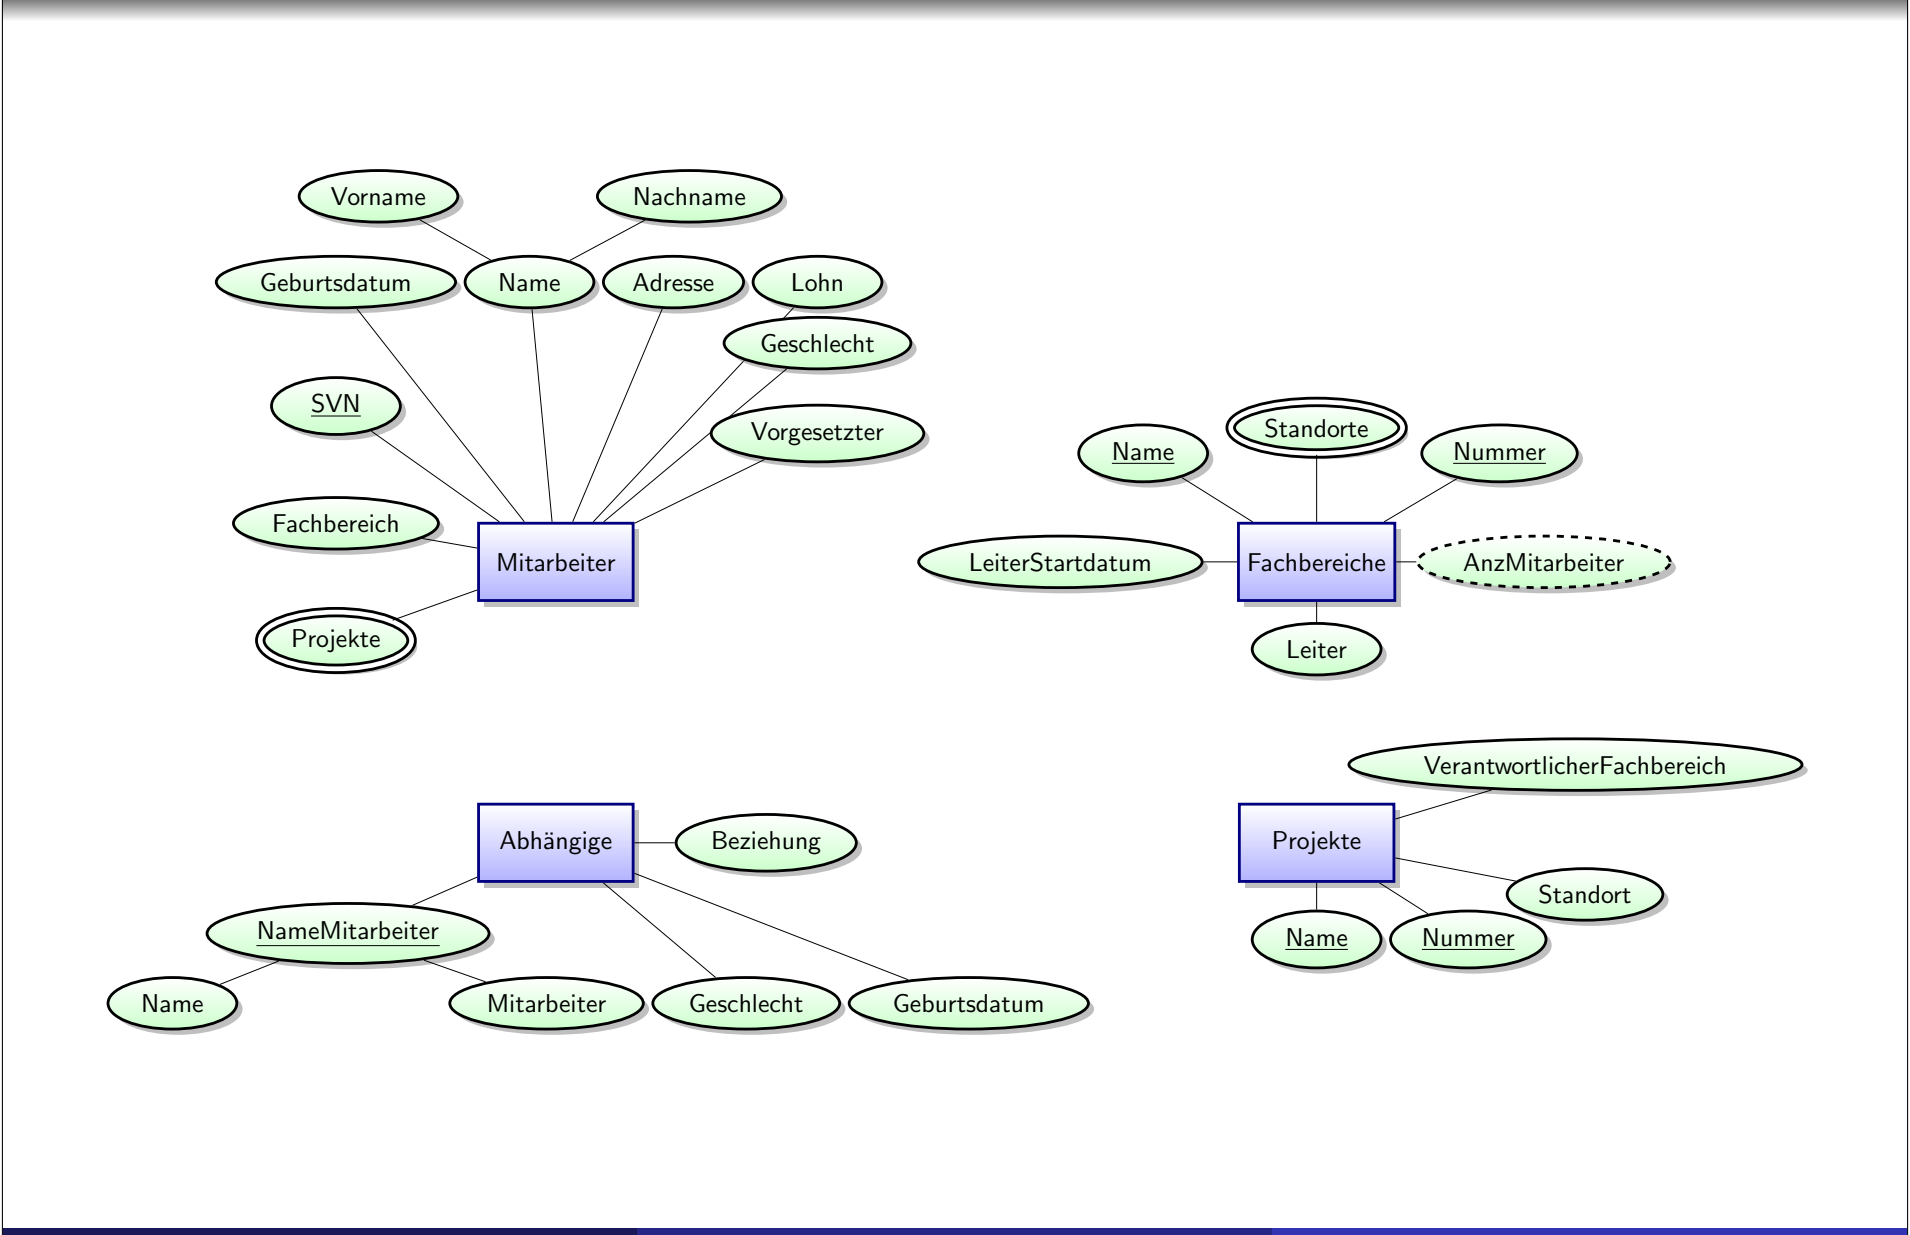 Vorname
Nachname
Geburtsdatum
Name
Adresse
Lohn
Geschlecht
SVN
Vorgesetzter
Fachbereich
Mitarbeiter
Projekte
Standorte
Name
Nummer
LeiterStartdatum
Fachbereiche
AnzMitarbeiter
Leiter
Abhängige
Beziehung
NameMitarbeiter
Name
Mitarbeiter
Geschlecht
Geburtsdatum
VerantwortlicherFachbereich
Projekte
Standort
Name
Nummer